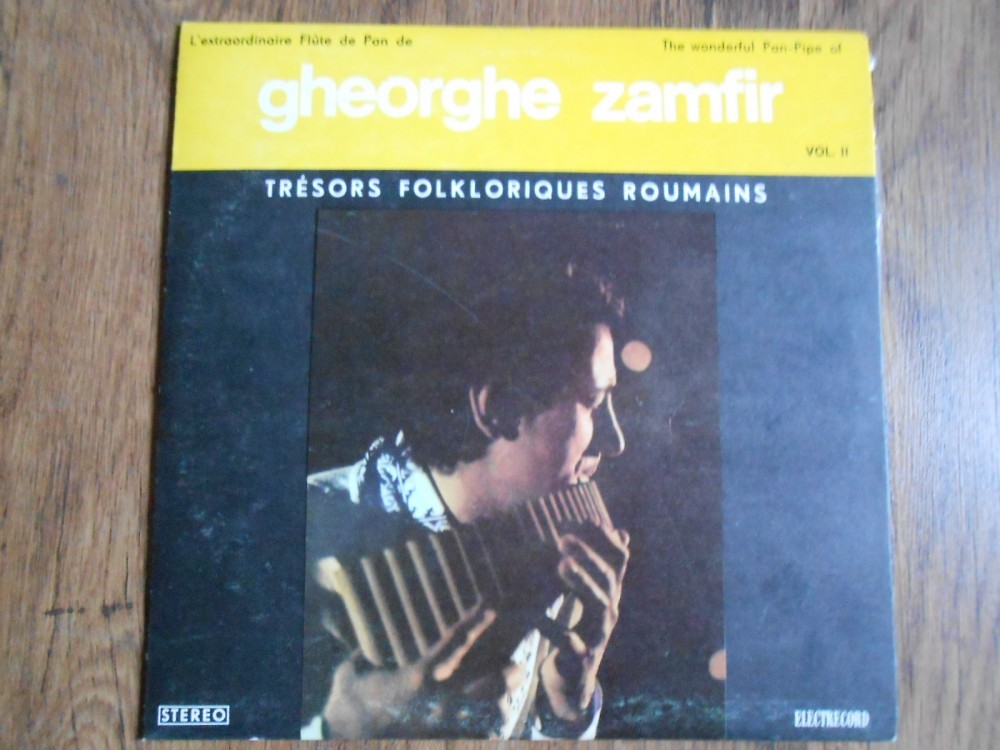 L'extraordinaire Flûte de Pan de
The wonderful Pan-Pipe of
gheorghe zamfir
VOL. II
TRÉSORS FOLKLORIQUES ROUMAINS
STEREO
ELECTRECORD